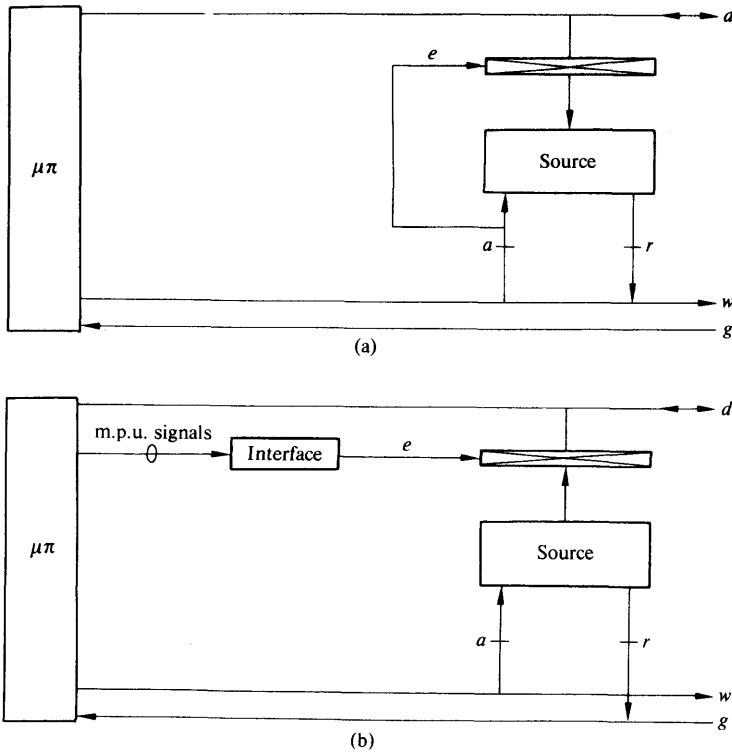 d
e
μπ
Source
a
r
w
g
(a)
d
m.p.u. signals
Interface
e
μπ
Source
a
r
w
g
(b)